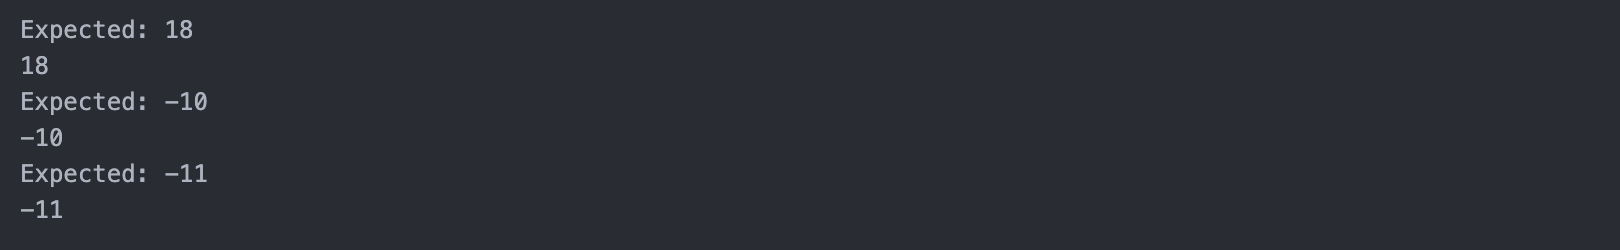 Expected: 18
18
Expected: -10
-10
Expected: -11
-11